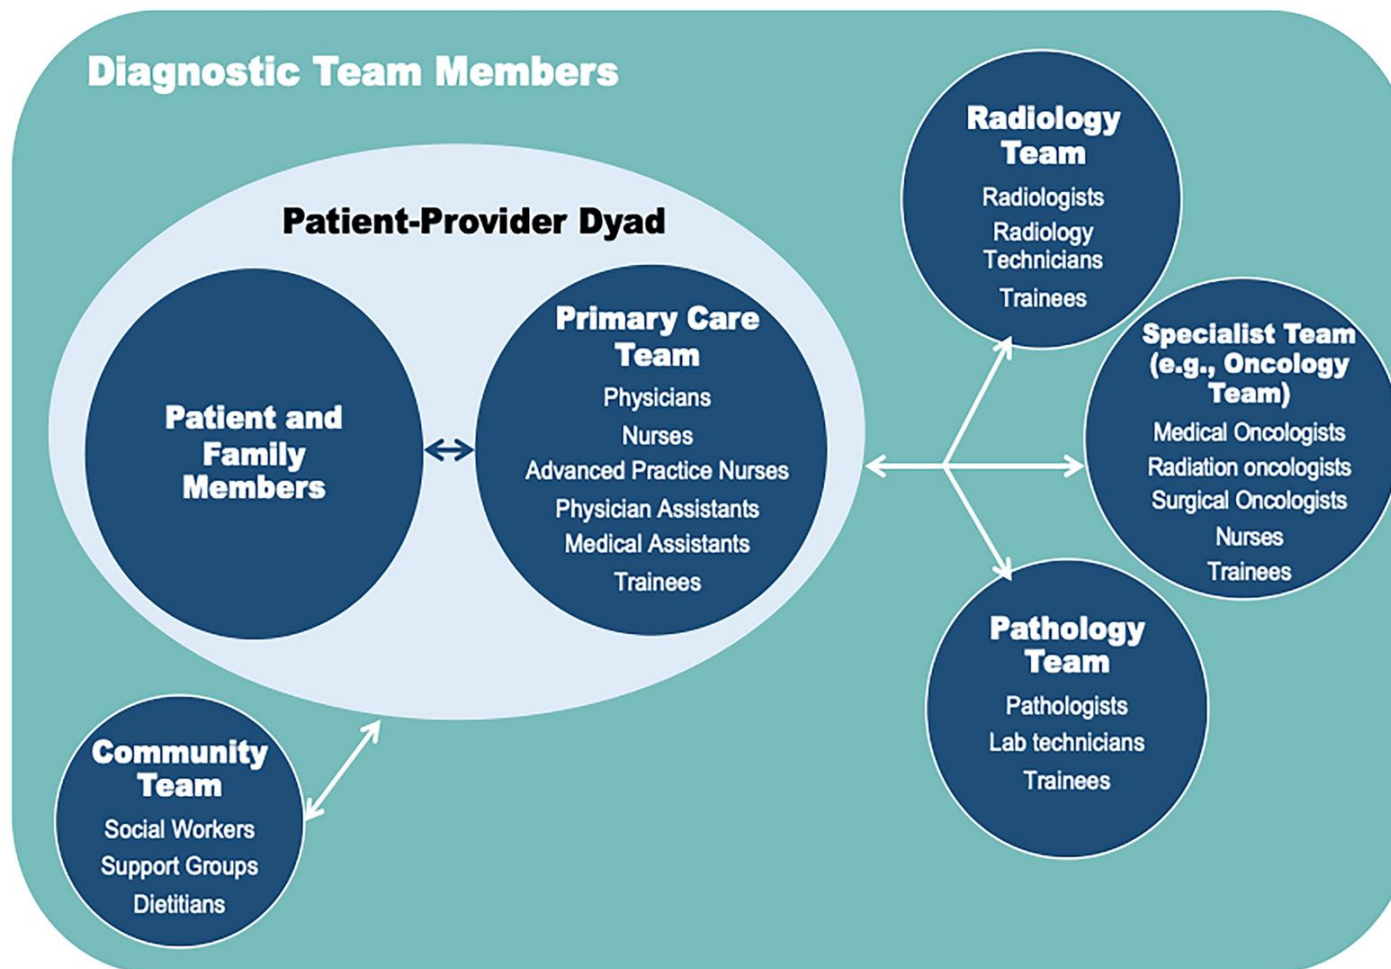 Diagnostic Team Members
Patient-Provider Dyad
Patient and
Family
Members
Primary Care
Team
Physicians
Nurses
Advanced Practice Nurses
Physician Assistants
Medical Assistants
Trainees
Radiology
Team
Radiologists
Radiology
Technicians
Trainees
Specialist Team
(e.g., Oncology
Team)
Medical Oncologists
Radiation oncologists
Surgical Oncologists
Nurses
Trainees
Pathology
Team
Pathologists
Lab technicians
Trainees
Community
Team
Social Workers
Support Groups
Dietitians